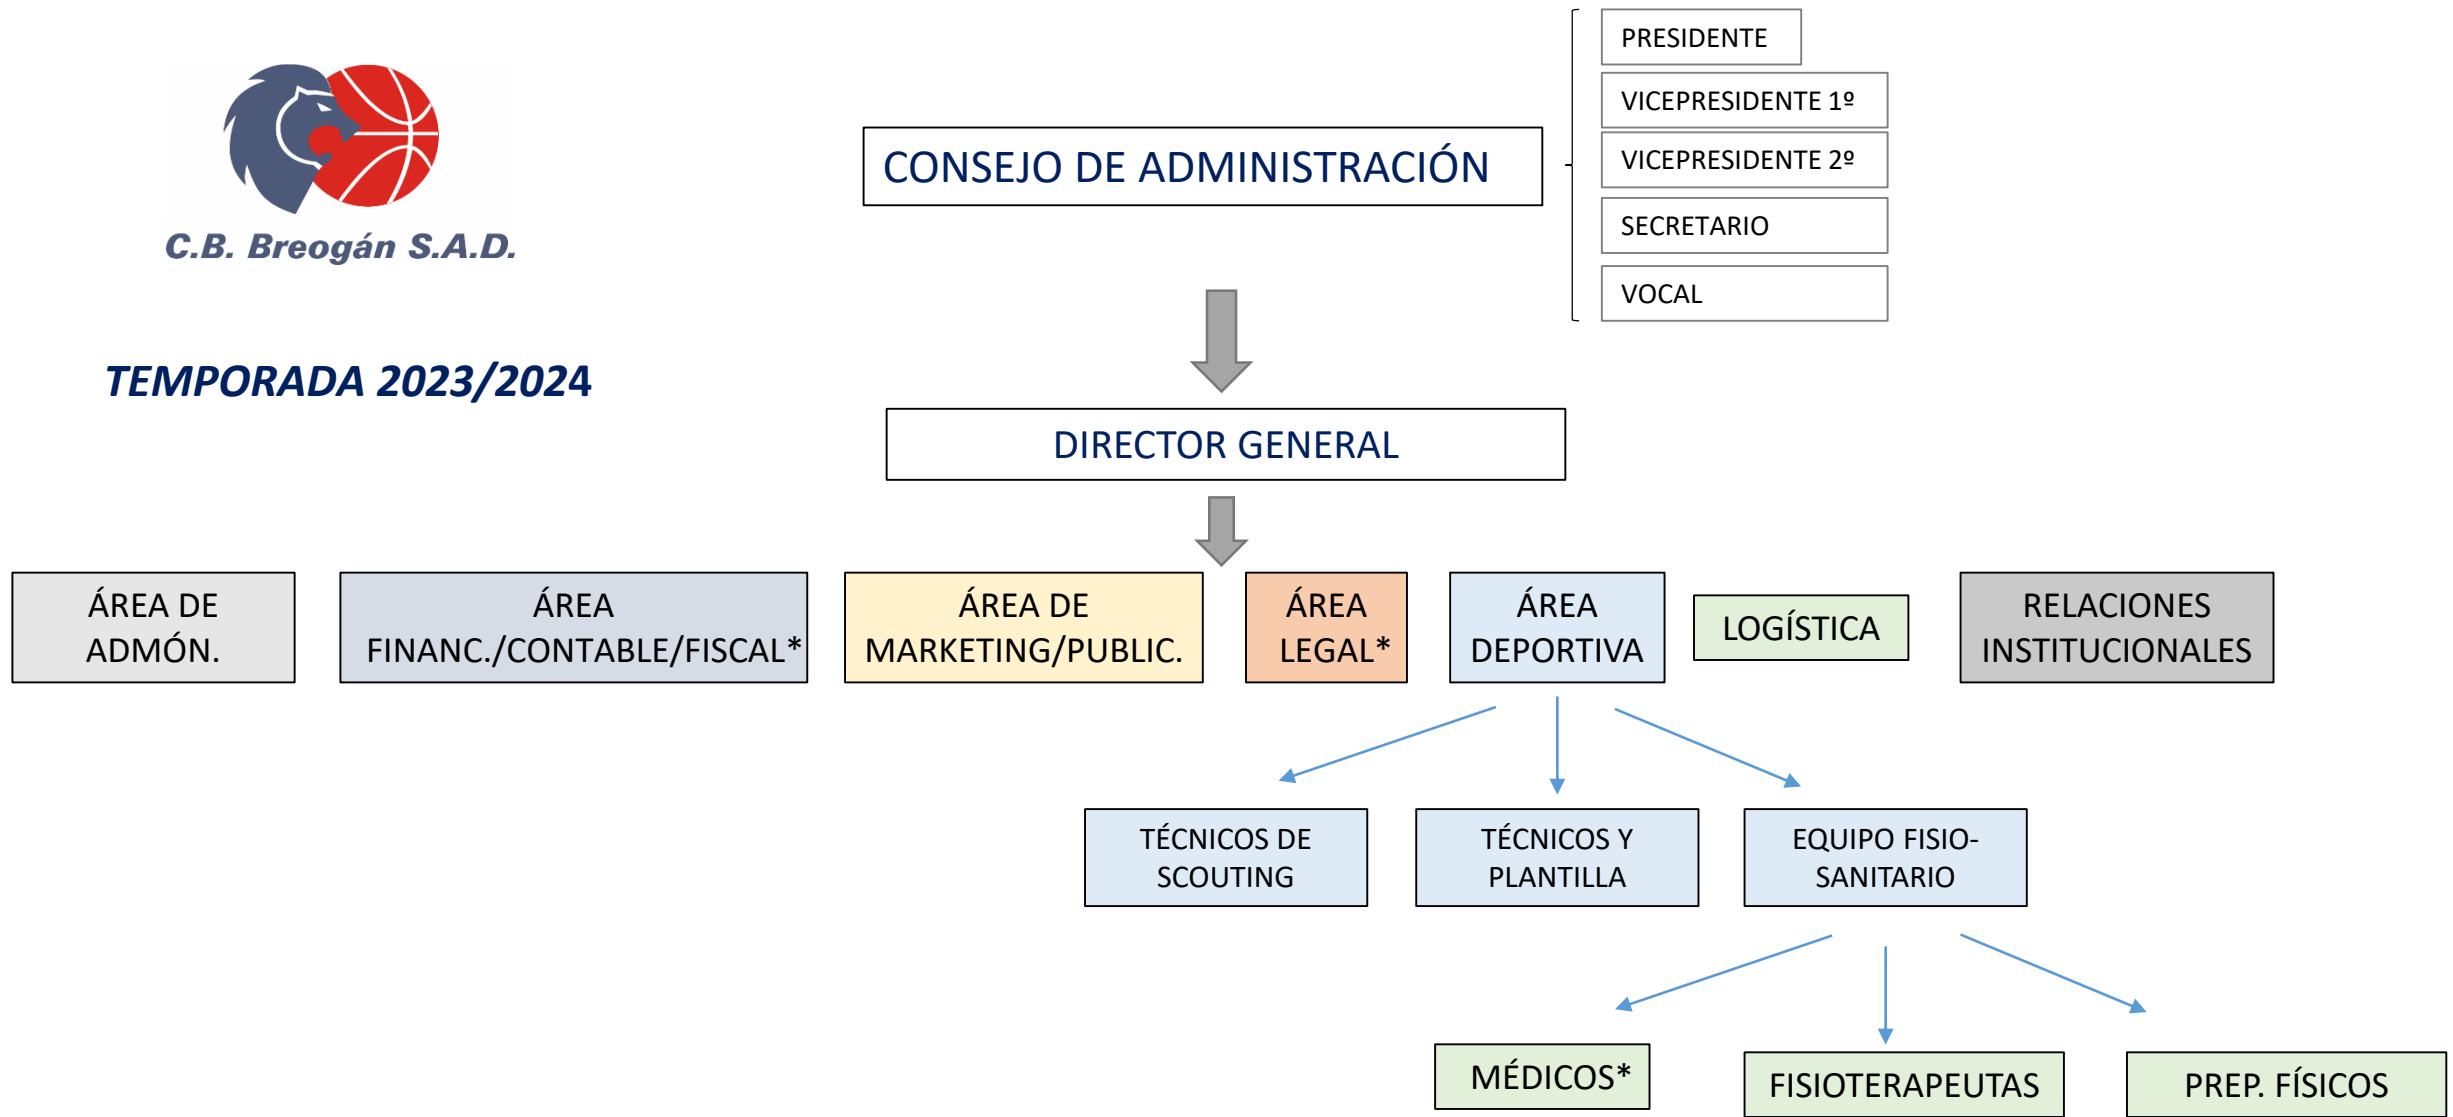 PRESIDENTE
VICEPRESIDENTE 1º
CONSEJO DE ADMINISTRACIÓN
VICEPRESIDENTE 2º
SECRETARIO
VOCAL
C.B. Breogán S.A.D.
TEMPORADA 2023/2024
DIRECTOR GENERAL
ÁREA DE
ADMÓN.
ÁREA
FINANC./CONTABLE/FISCAL*
ÁREA DE
MARKETING/PUBLIC.
ÁREA
LEGAL*
ÁREA
DEPORTIVA
LOGÍSTICA
RELACIONES
INSTITUCIONALES
TÉCNICOS DE
SCOUTING
TÉCNICOS Y
PLANTILLA
EQUIPO FISIO-
SANITARIO
MÉDICOS*
FISIOTERAPEUTAS
PREP. FÍSICOS